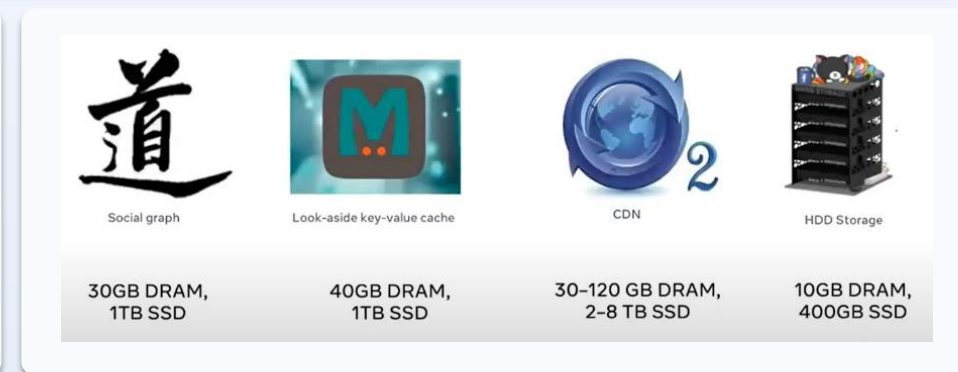 道
M
2
Social graph
Look-aside key-value cache
CDN
HDD Storage
30GB DRAM,
1TB SSD
40GB DRAM,
1TB SSD
30-120 GB DRAM,
2-8 TB SSD
10GB DRAM,
400GB SSD